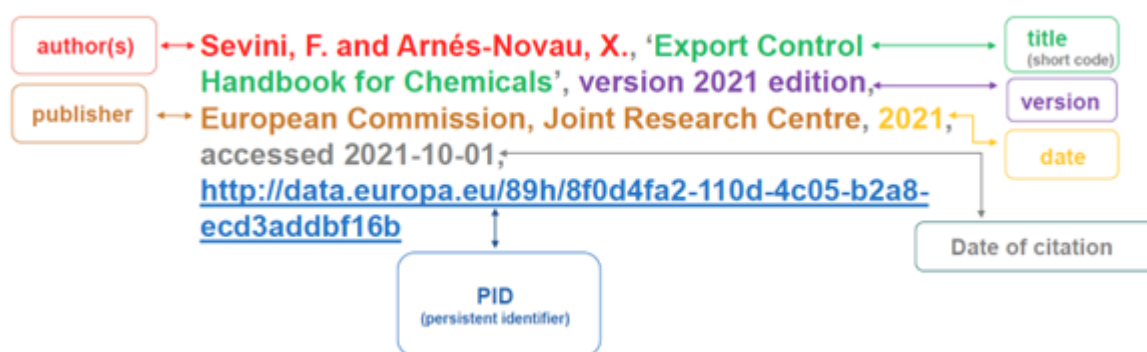 author(s)
Sevini, F. and Arnés-Novau, X., ‘Export Control
title
(short code)
Handbook for Chemicals’, version 2021 edition,
version
publisher
European Commission, Joint Research Centre, 2021,
date
accessed 2021-10-01,
http://data.europa.eu/89h/8f0d4fa2-110d-4c05-b2a8-
ecd3addbf16b
Date of citation
PID
(persistent identifier)